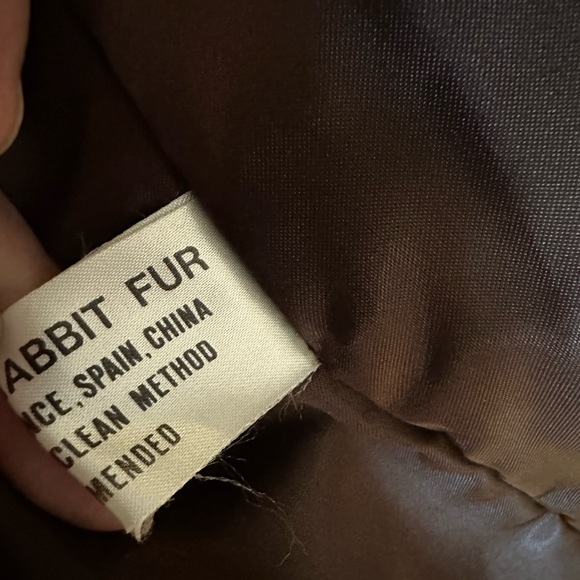 ABBIT FUR
NCE, SPAIN, CHINA
CLEAN METHOD
MENDED